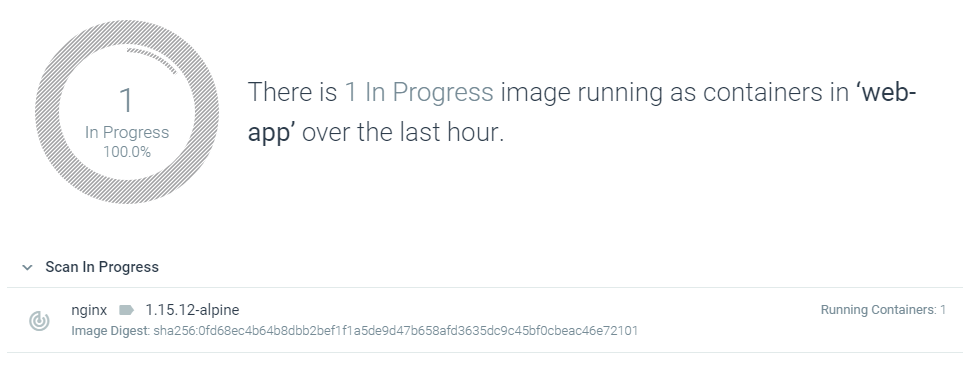 1
In Progress
100.0%
There is 1 In Progress image running as containers in ‘web-
app’ over the last hour.
Scan In Progress
nginx 1.15.12-alpine
Running Containers: 1
Image Digest: sha256:0fd68ec4b64b8dbb2bef1f1a5de9d47b658afd3635dc9c45bf0cbeac46e72101